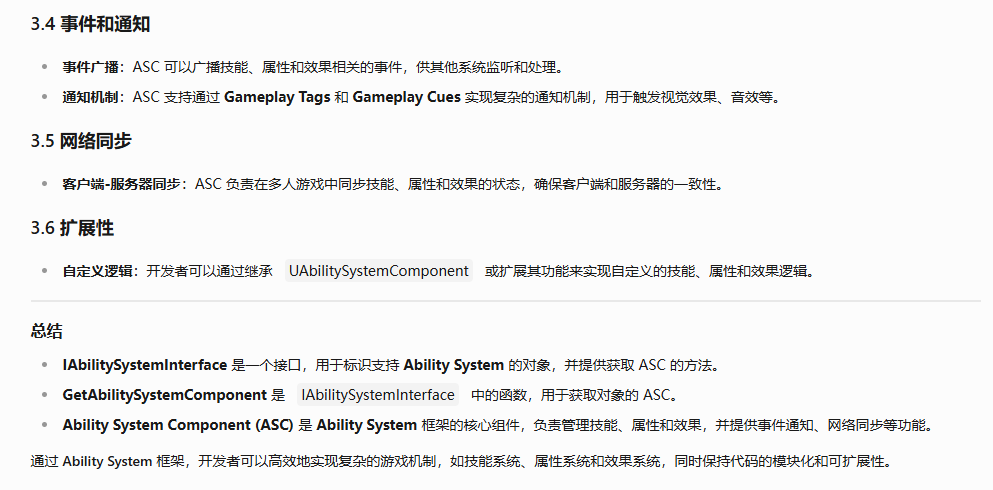 3.4 事件和通知
事件广播：ASC 可以广播技能、属性和效果相关的事件，供其他系统监听和处理。
通知机制：ASC 支持通过 Gameplay Tags 和 Gameplay Cues 实现复杂的通知机制，用于触发视觉效果、音效等。
3.5 网络同步
客户端-服务器同步：ASC 负责在多人游戏中同步技能、属性和效果的状态，确保客户端和服务器的一致性。
3.6 扩展性
自定义逻辑：开发者可以通过继承 UAbilitySystemComponent 或扩展其功能来实现自定义的技能、属性和效果逻辑。
总结
IAbilitySystemInterface 是一个接口，用于标识支持 Ability System 的对象，并提供获取 ASC 的方法。
GetAbilitySystemComponent 是 IAbilitySystemInterface 中的函数，用于获取对象的 ASC。
Ability System Component (ASC) 是 Ability System 框架的核心组件，负责管理技能、属性和效果，并提供事件通知、网络同步等功能。
通过 Ability System 框架，开发者可以高效地实现复杂的游戏机制，如技能系统、属性系统和效果系统，同时保持代码的模块化和可扩展性。